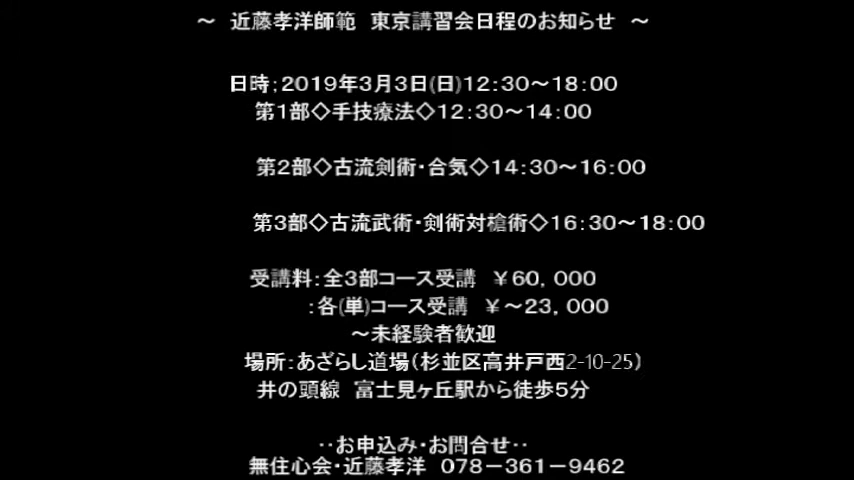 ～ 近藤孝洋師範 東京講習会日程のお知らせ ～
日時；2019年3月3日(日)12：30～18：00
第1部◇手技療法◇12：30～14：00
第2部◇古流剣術・合気◇14：30～16：00
第3部◇古流武術・剣術対槍術◇16：30～18：00
受講料：全3部コース受講 ￥60，000
：各(単)コース受講 ￥～23，000
～未経験者歓迎
場所：あざらし道場（杉並区高井戸西2-10-25）
井の頭線 富士見ヶ丘駅から徒歩5分
‥お申込み・お問合せ‥
無住心会・近藤孝洋 078－361－9462